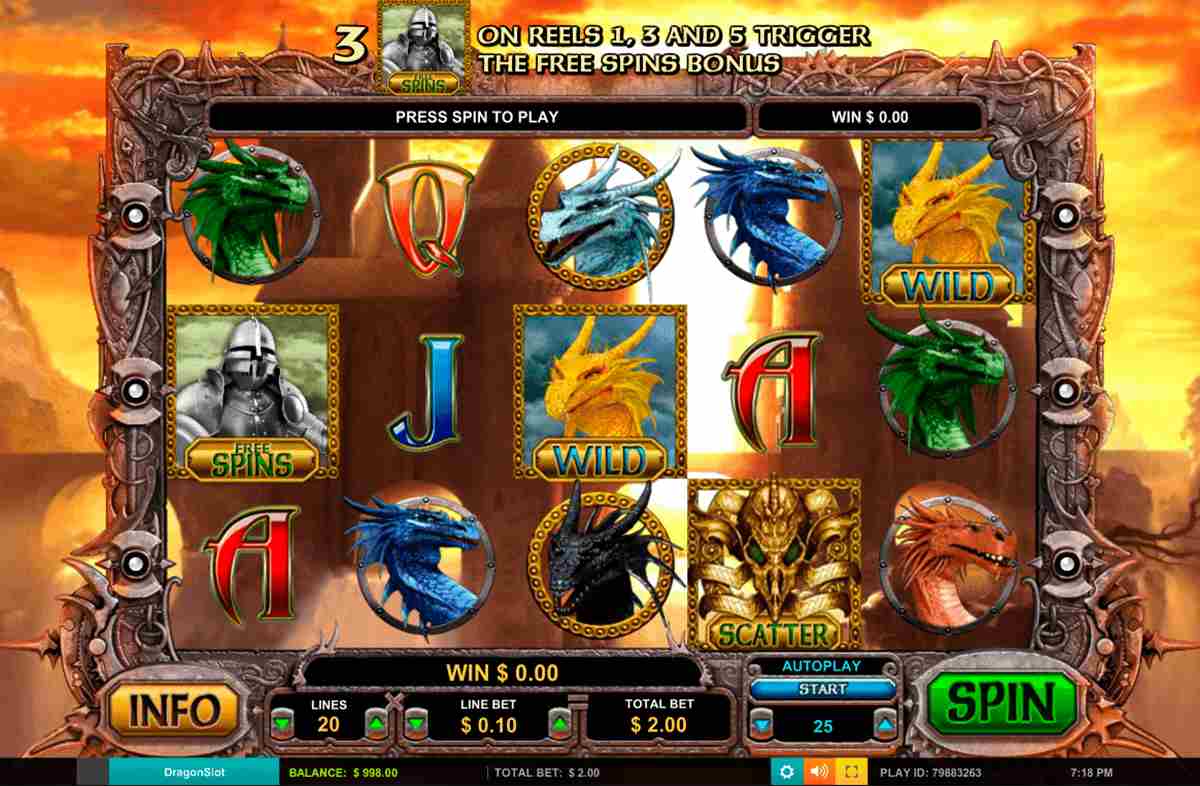 3 FREE SPINS ON REELS 1, 3 AND 5 TRIGGER
THE FREE SPINS BONUS
PRESS SPIN TO PLAY
WIN $ 0.00
Q
WILD
FREE
SPINS
J
WILD
A
A
SCATTER
WIN $ 0.00
AUTOPLAY
START
25
INFO
LINES
20
LINE BET
$ 0.10
TOTAL BET
$ 2.00
SPIN
DragonSlot
BALANCE: $ 998.00
TOTAL BET: $ 2.00
PLAY ID: 79883263
7:18 PM